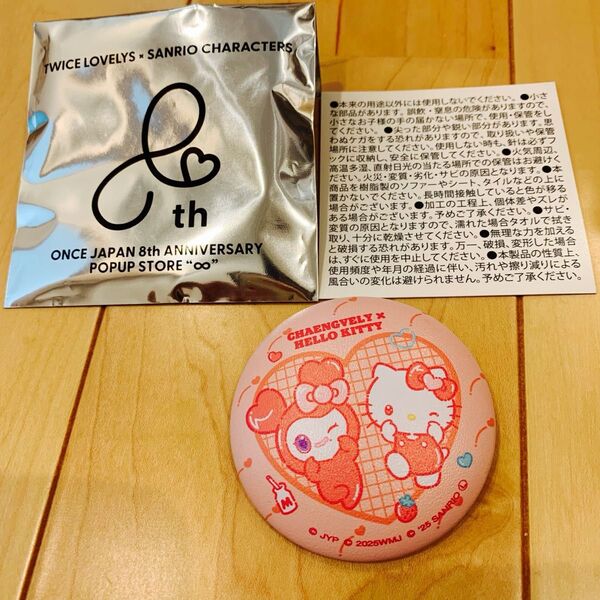 TWICE LOVELYS × SANRIO CHARACTERS
8th
ONCE JAPAN 8th ANNIVERSARY
POPUP STORE “∞”
●本来の用途以外には使用しないでください。●小さ
な部品があります。誤飲・窒息の危険がありますので、
小さなお子様の手の届かない場所で、使用・保管をし
てください。●尖った部分や鋭い部分があります。思
わぬケガをする恐れがありますので、取り扱いや保管
場所に注意してください。使用しない時も、針は必ずフ
ックに収納し、安全に保管してください。●火気周辺、
高温多湿、直射日光の当たる場所での保管はお避けく
ださい。火災・変質・劣化・サビの原因となります。●本
商品を樹脂製のソファーやシート、タイルなどの上に
置かないでください。長時間接触していると色が移る
場合がございます。●加工の工程上、個体差やズレが
ある場合がございます。予めご了承ください。●サビ・
変質の原因となりますので、濡れた場合タオルで拭き
取り、十分に乾燥させてください。●無理な力を加える
と破損する恐れがあります。万一、破損、変形した場合
は、すぐに使用を中止してください。●本製品の性質上、
使用頻度や年月の経過に伴い、汚れや擦り減りによる
風合いの変化は避けられません。予めご了承ください。
CHAENGVELY ×
HELLO KITTY
M
© JYP © 2025WMJ © '25 SANRIO Ⓛ